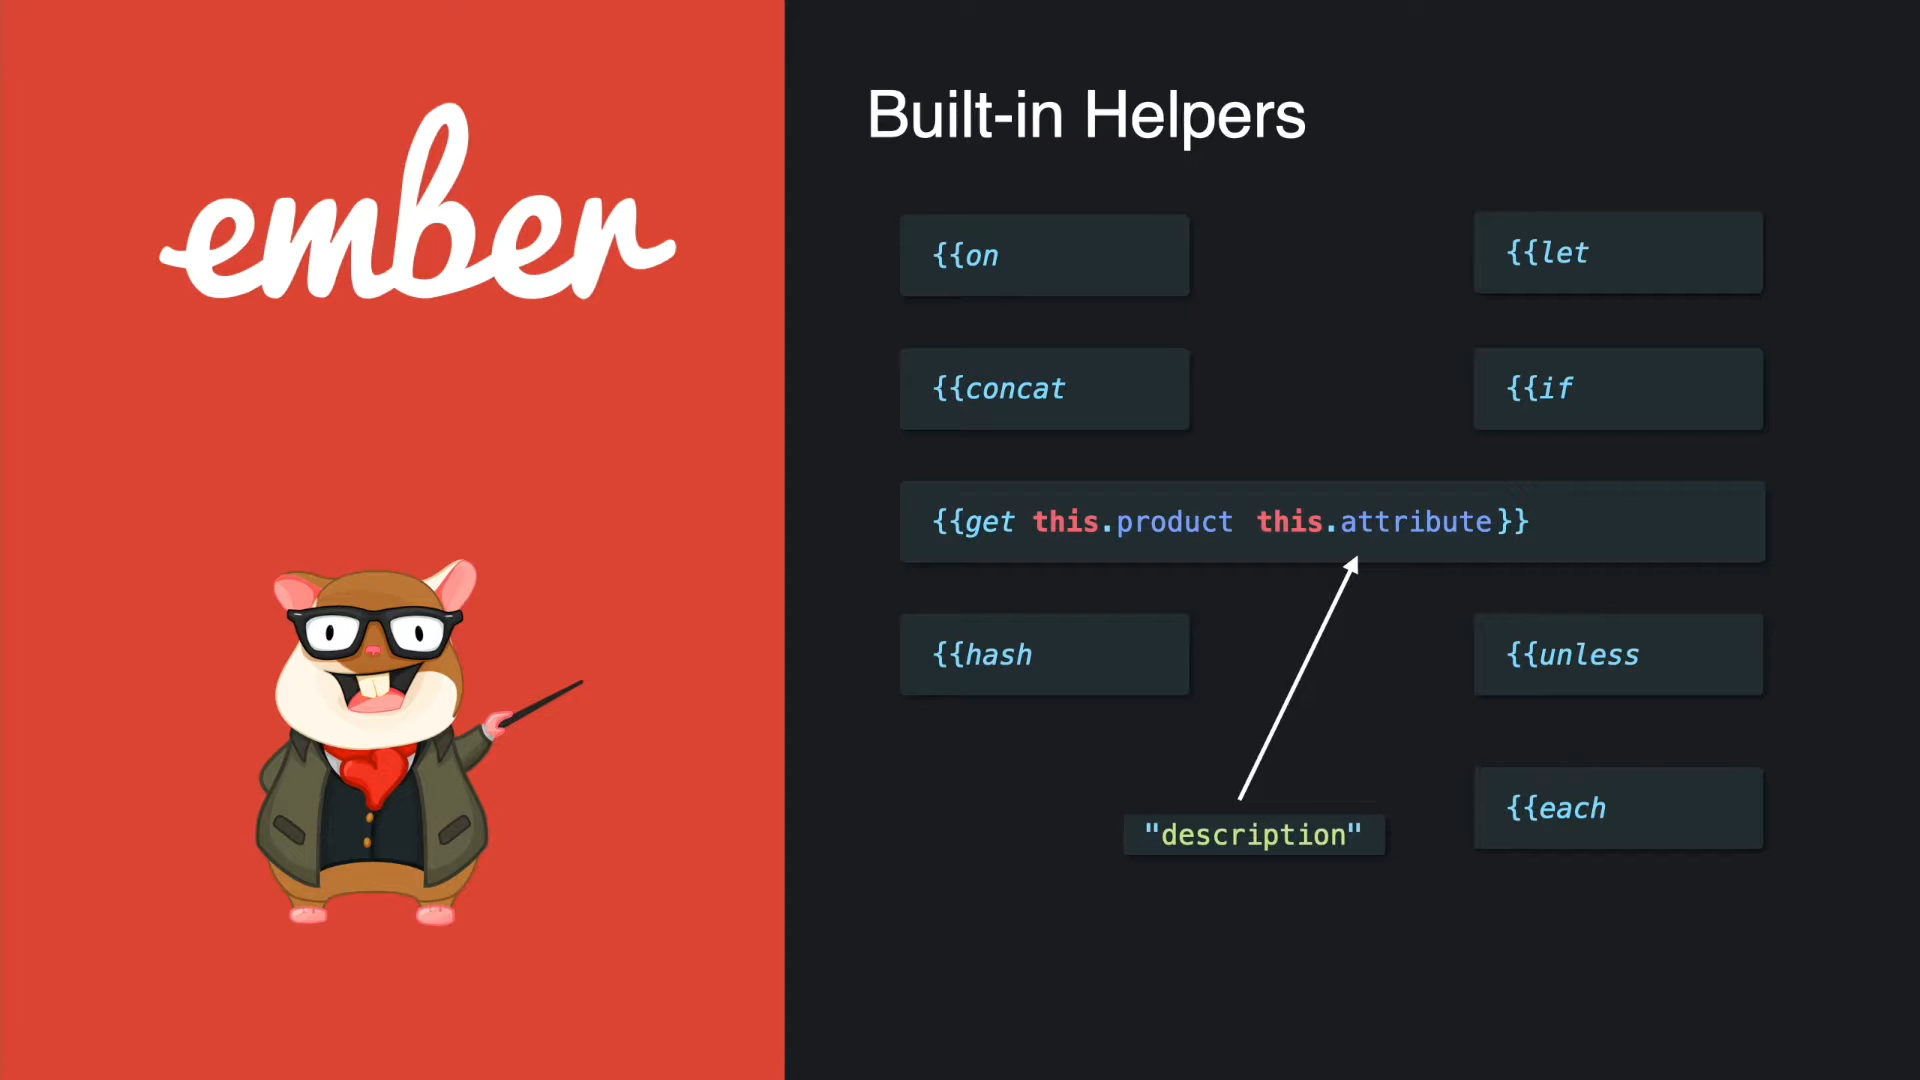 ember
Built-in Helpers
{{on
{{let
{{concat
{{if
{{get this.product this.attribute}}
{{hash
{{unless
{{each
"description"